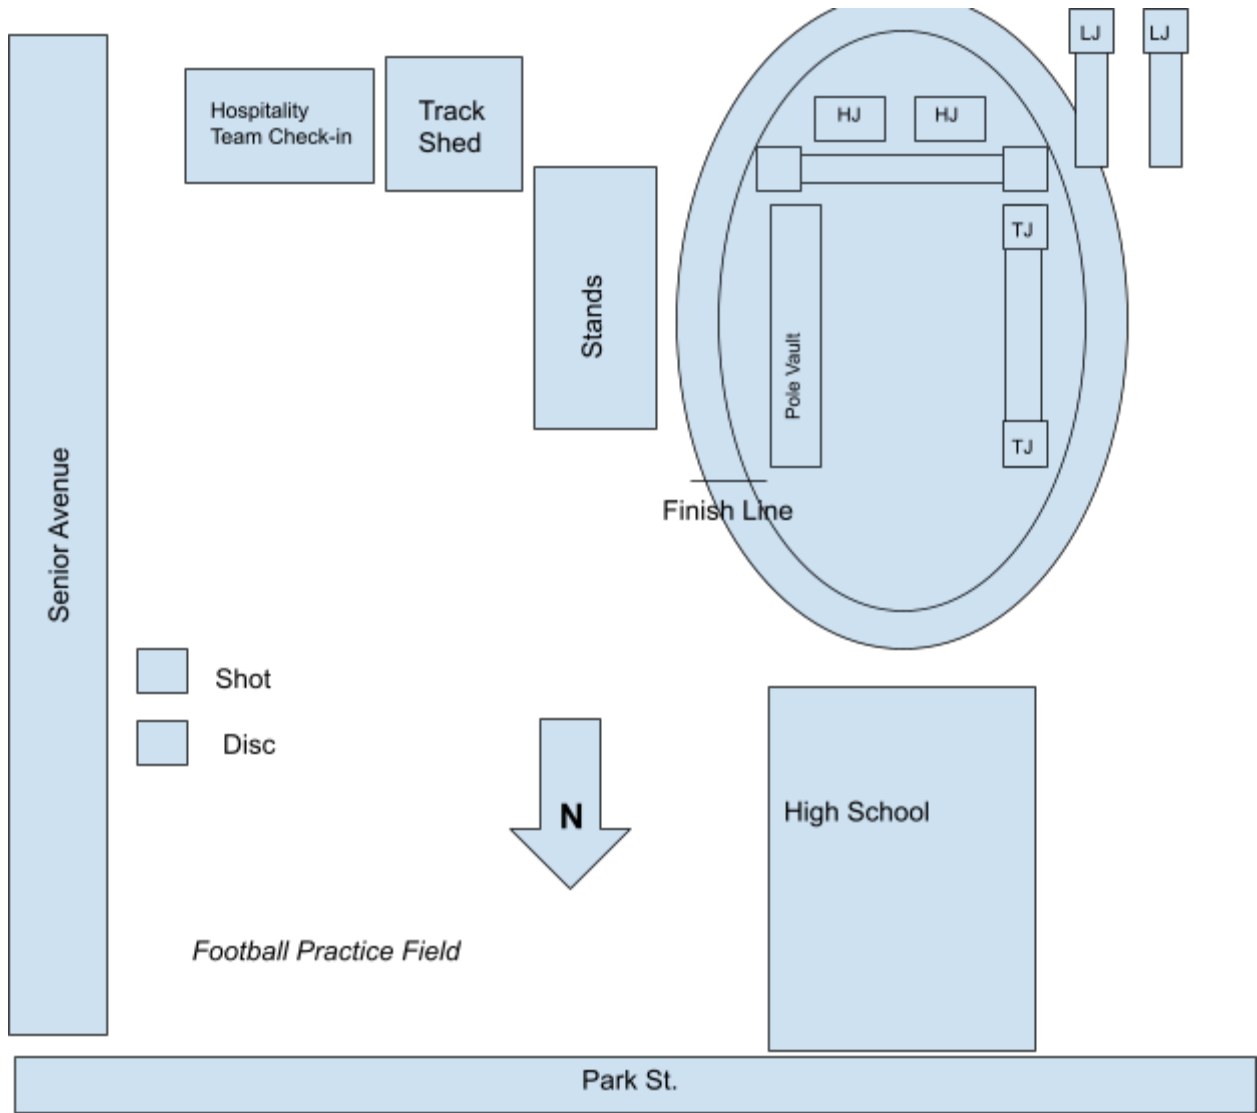 LJ
LJ
Hospitality
Team Check-in
Track
Shed
HJ
HJ
TJ
Stands
Pole Vault
TJ
Finish Line
Senior Avenue
Shot
Disc
N
High School
Football Practice Field
Park St.